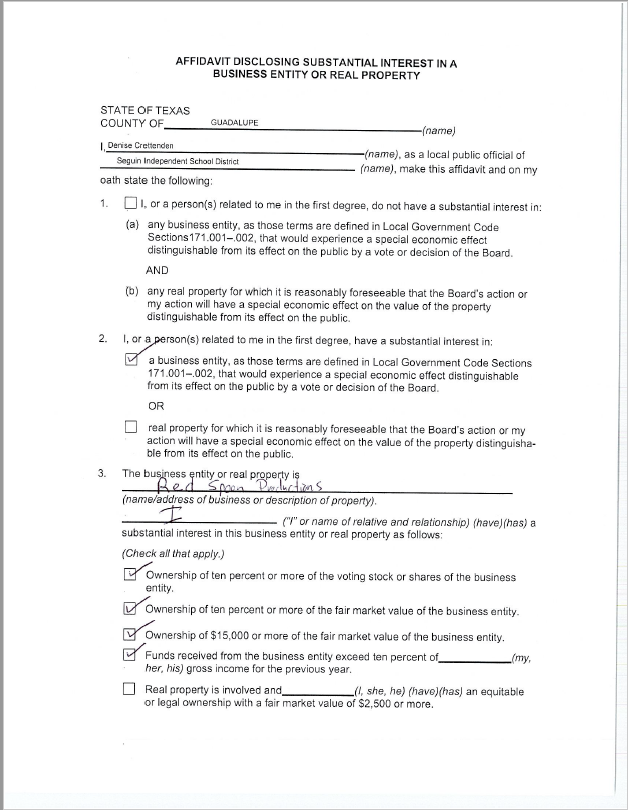 AFFIDAVIT DISCLOSING SUBSTANTIAL INTEREST IN A
BUSINESS ENTITY OR REAL PROPERTY
STATE OF TEXAS
COUNTY OF GUADALUPE (name)
I, Denise Crettenden (name), as a local public official of
Seguin Independent School District (name), make this affidavit and on my
oath state the following:
1. I, or a person(s) related to me in the first degree, do not have a substantial interest in:
(a) any business entity, as those terms are defined in Local Government Code
Sections171.001–.002, that would experience a special economic effect
distinguishable from its effect on the public by a vote or decision of the Board.
AND
(b) any real property for which it is reasonably foreseeable that the Board's action or
my action will have a special economic effect on the value of the property
distinguishable from its effect on the public.
2. I, or a person(s) related to me in the first degree, have a substantial interest in:
a business entity, as those terms are defined in Local Government Code Sections
171.001–.002, that would experience a special economic effect distinguishable
from its effect on the public by a vote or decision of the Board.
OR
real property for which it is reasonably foreseeable that the Board's action or my
action will have a special economic effect on the value of the property distinguisha-
ble from its effect on the public.
3. The business entity or real property is
Red Spoon Productions
(name/address of business or description of property).
I ("I" or name of relative and relationship) (have)(has) a
substantial interest in this business entity or real property as follows:
(Check all that apply.)
Ownership of ten percent or more of the voting stock or shares of the business
entity.
Ownership of ten percent or more of the fair market value of the business entity.
Ownership of $15,000 or more of the fair market value of the business entity.
Funds received from the business entity exceed ten percent of (my,
her, his) gross income for the previous year.
Real property is involved and (I, she, he) (have)(has) an equitable
or legal ownership with a fair market value of $2,500 or more.